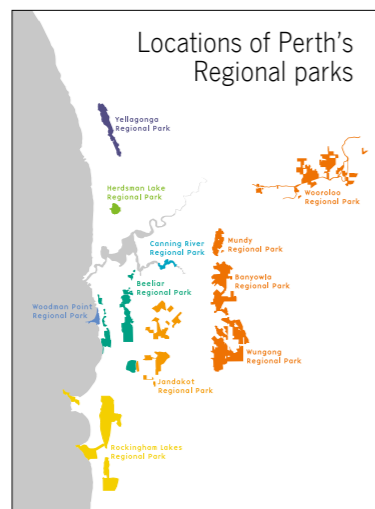 Locations of Perth's
Regional parks
Yellagonga
Regional Park
Herdsman Lake
Regional Park
Wooroloo
Regional Park
Canning River
Regional Park
Mundy
Regional Park
Beeliar
Regional Park
Banyowla
Regional Park
Woodman Point
Regional Park
Wungong
Regional Park
Jandakot
Regional Park
Rockingham Lakes
Regional Park